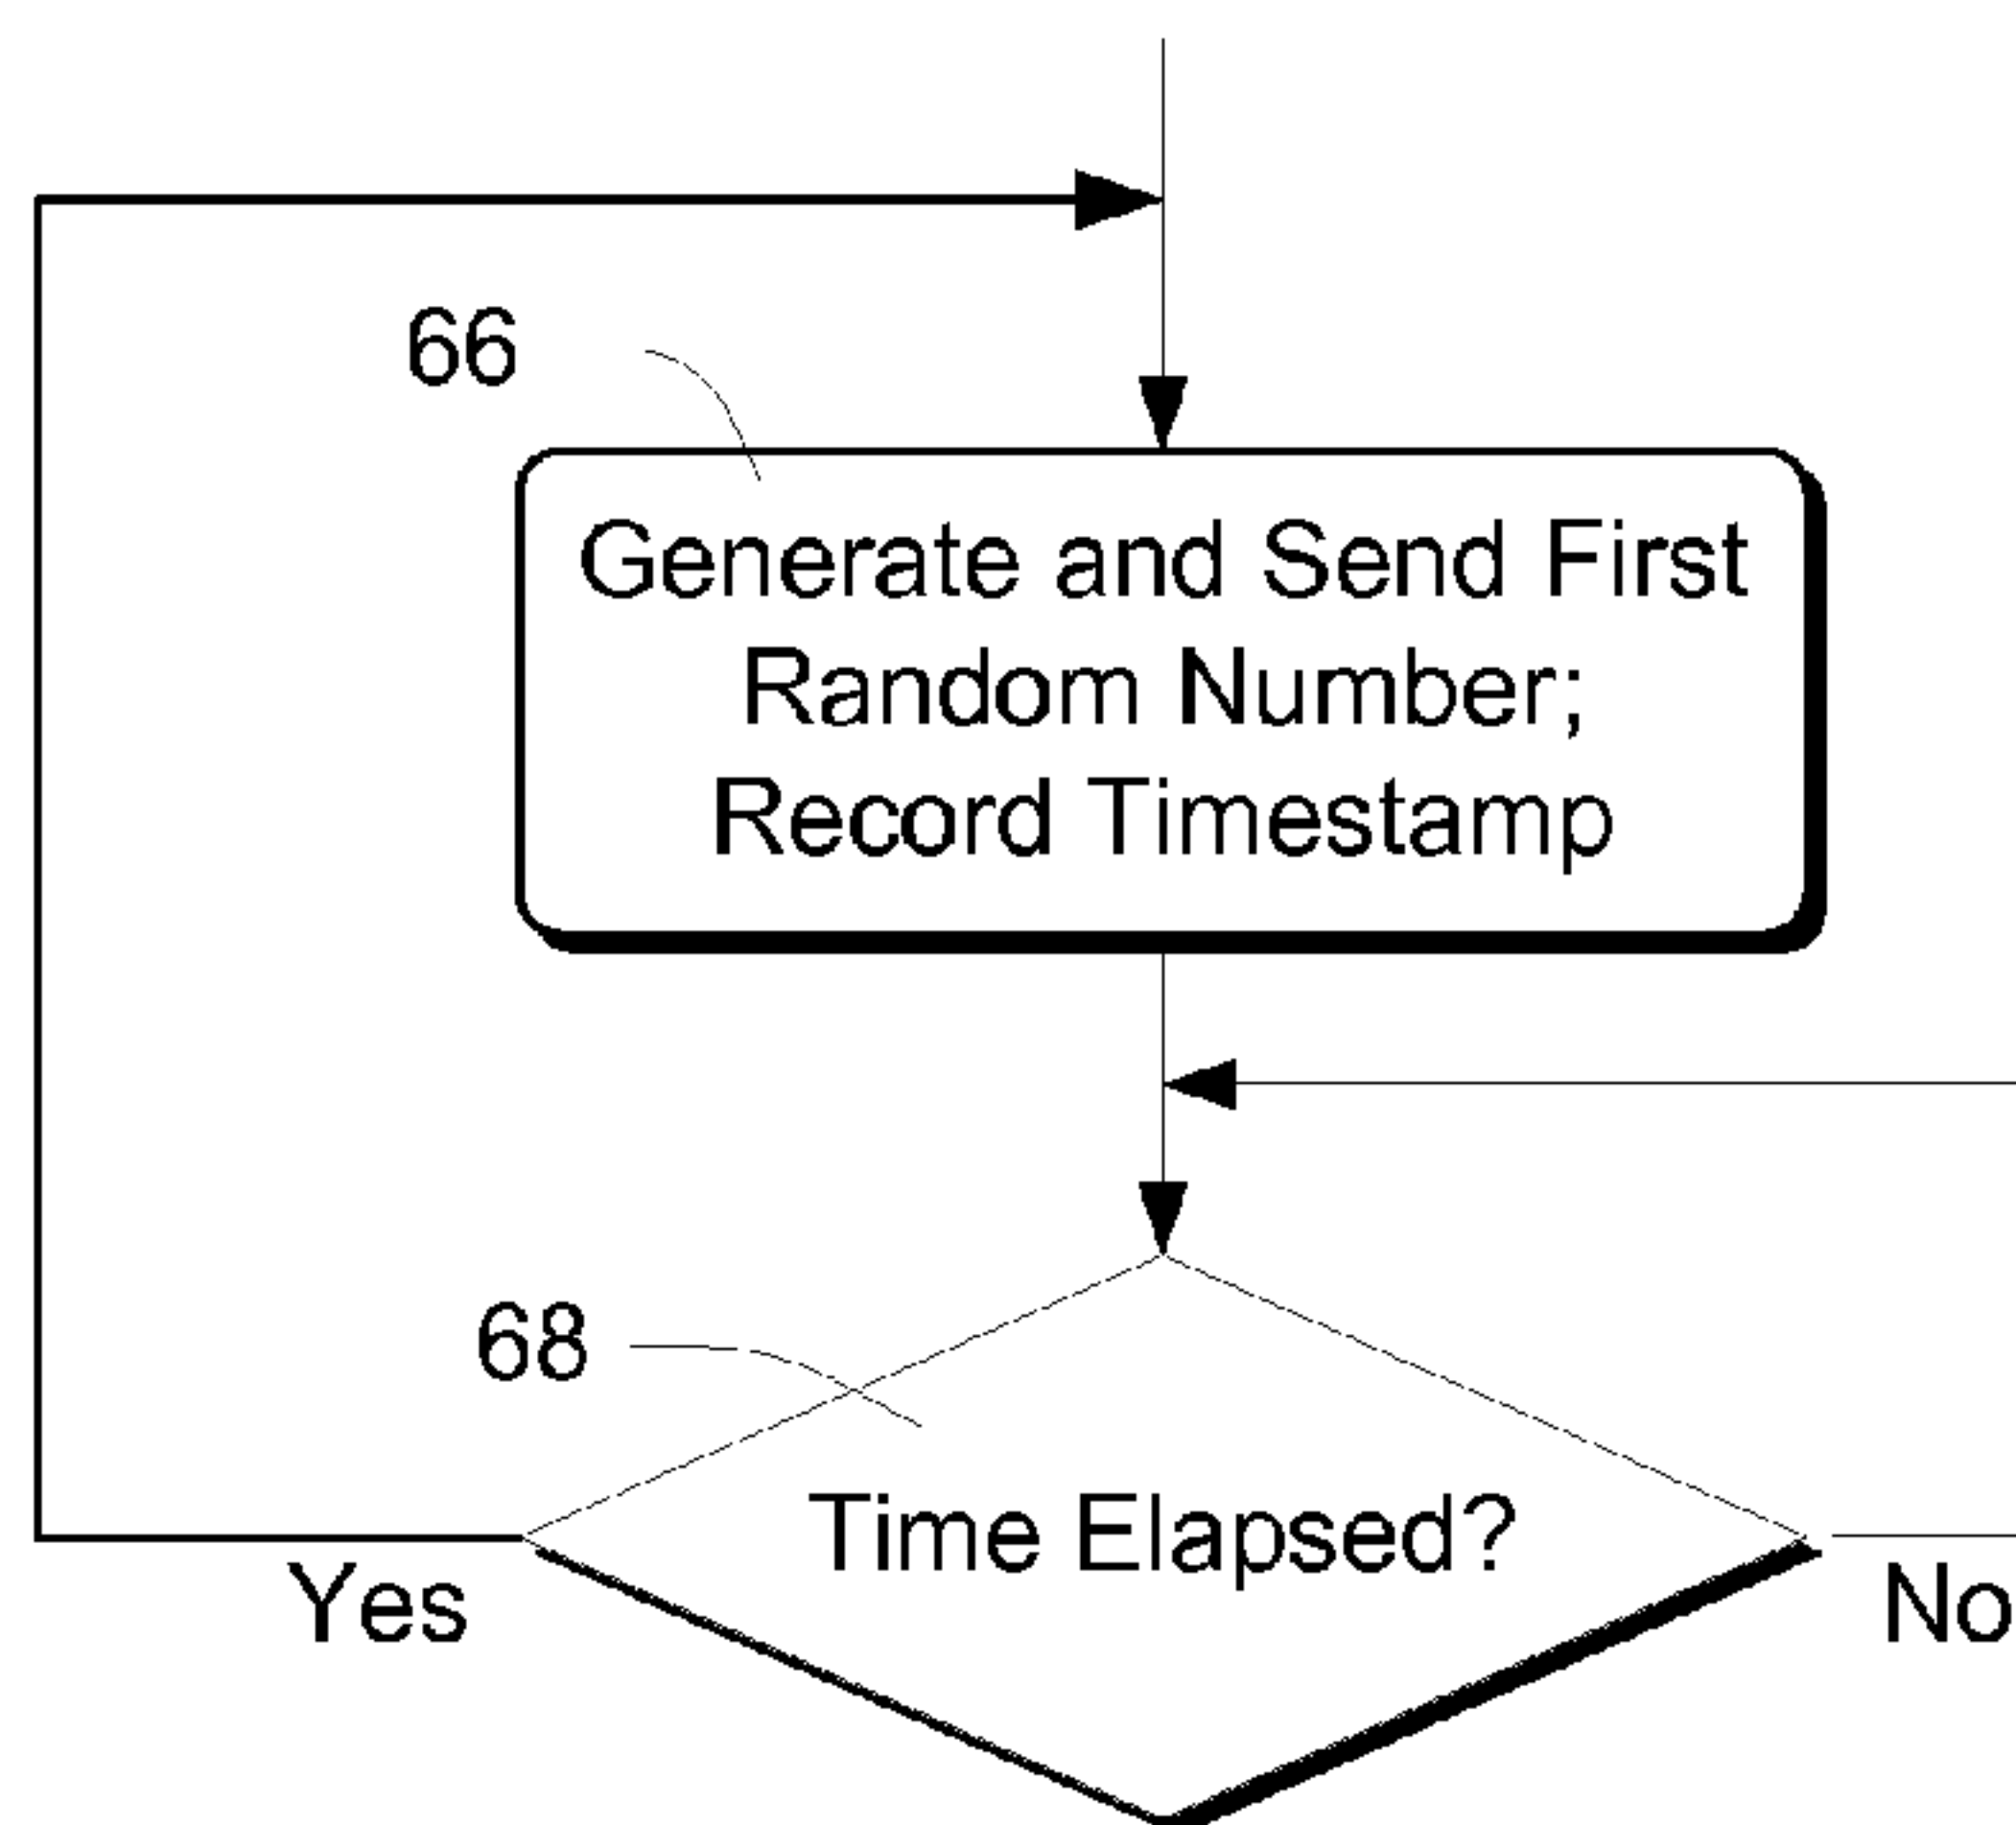 66
Generate and Send First
Random Number;
Record Timestamp
68
Time Elapsed?
Yes
No